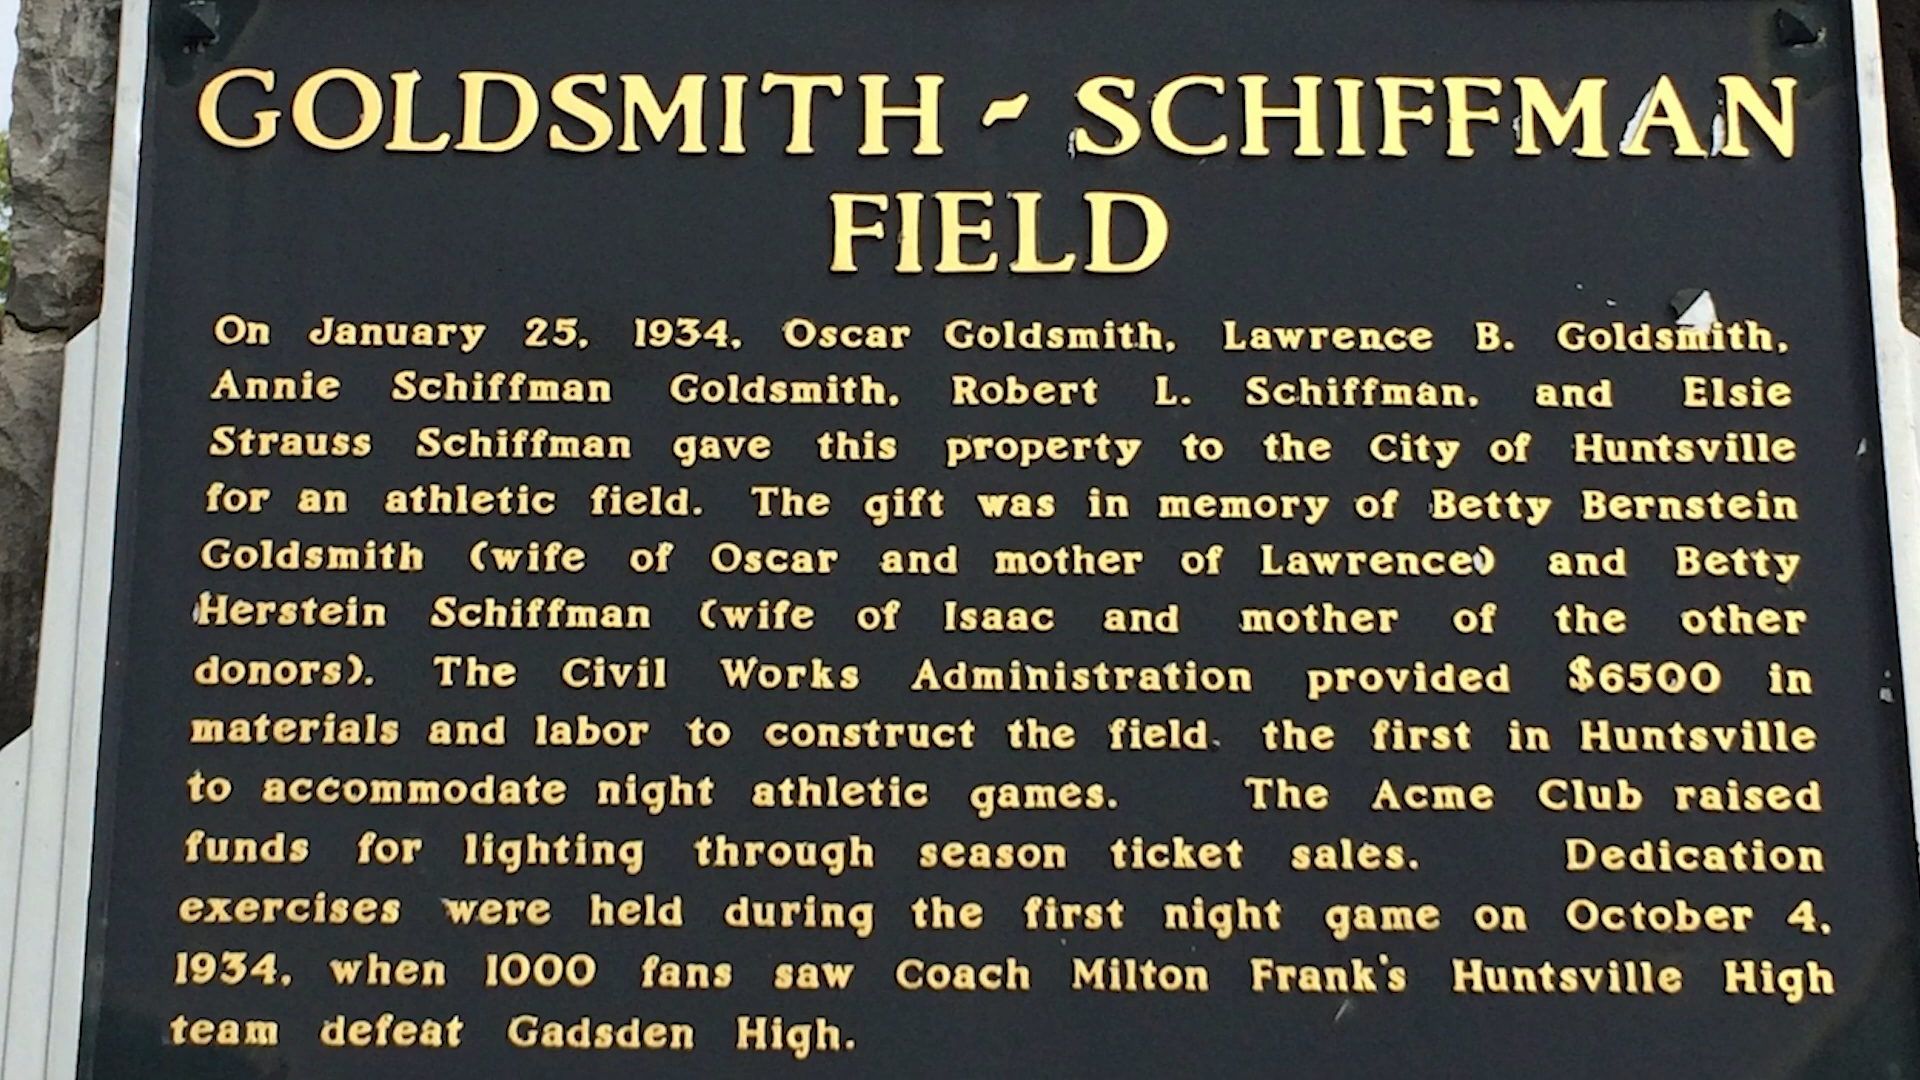 GOLDSMITH ~ SCHIFFMAN
FIELD
On January 25, 1934, Oscar Goldsmith, Lawrence B. Goldsmith,
Annie Schiffman Goldsmith, Robert L. Schiffman, and Elsie
Strauss Schiffman gave this property to the City of Huntsville
for an athletic field. The gift was in memory of Betty Bernstein
Goldsmith (wife of Oscar and mother of Lawrence) and Betty
Herstein Schiffman (wife of Isaac and mother of the other
donors). The Civil Works Administration provided $6500 in
materials and labor to construct the field, the first in Huntsville
to accommodate night athletic games. The Acme Club raised
funds for lighting through season ticket sales. Dedication
exercises were held during the first night game on October 4,
1934, when 1000 fans saw Coach Milton Frank's Huntsville High
team defeat Gadsden High.